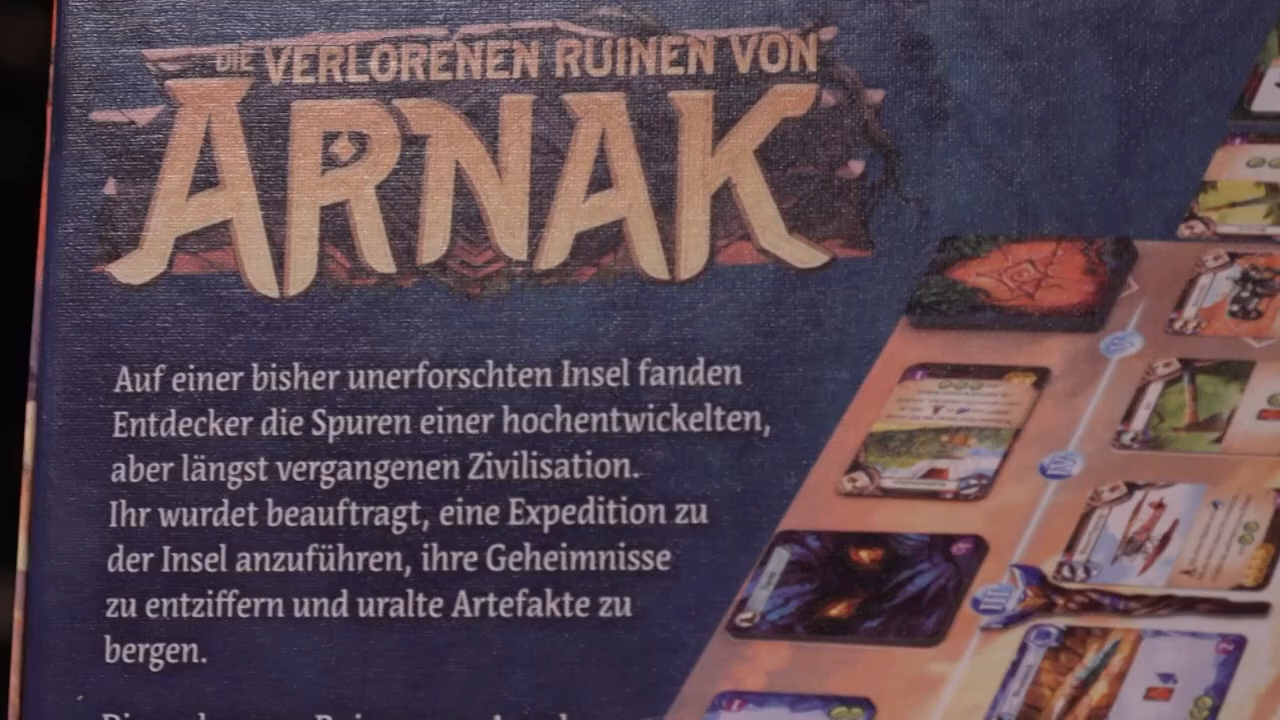 DIE VERLORENEN RUINEN VON
ARNAK
Auf einer bisher unerforschten Insel fanden
Entdecker die Spuren einer hochentwickelten,
aber längst vergangenen Zivilisation.
Ihr wurdet beauftragt, eine Expedition zu
der Insel anzuführen, ihre Geheimnisse
zu entziffern und uralte Artefakte zu
bergen.
III